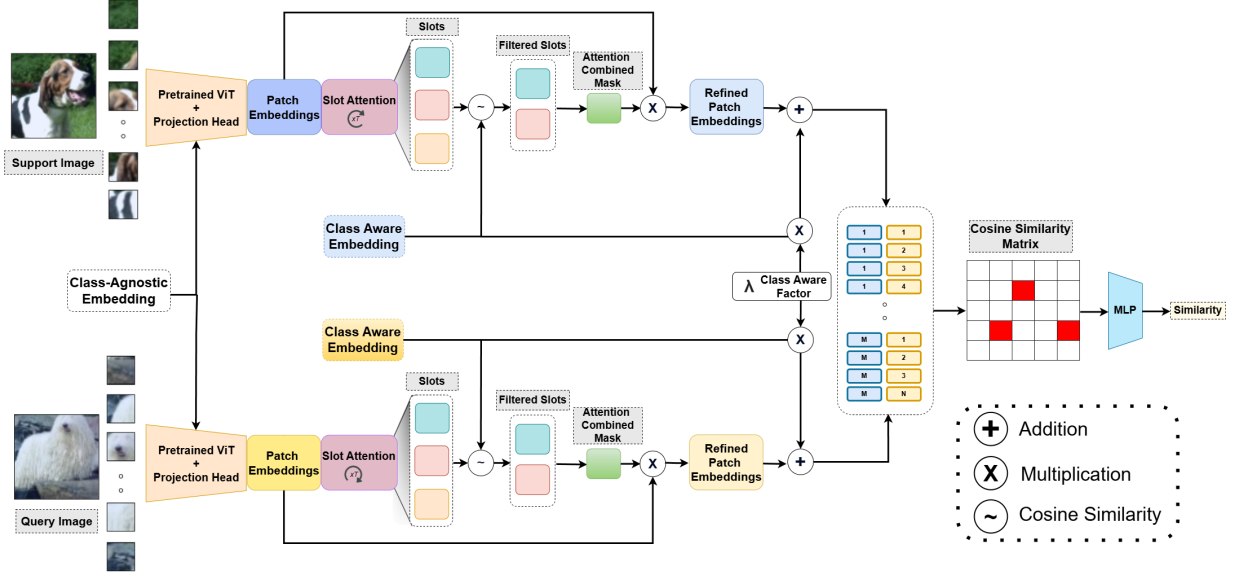 Support Image
Pretrained ViT
+
Projection Head
Patch
Embeddings
Slot Attention
xT
Slots
~
Filtered Slots
Attention
Combined
Mask
X
Refined
Patch
Embeddings
+
Class Aware
Embedding
X
Class-Agnostic
Embedding
λ Class Aware
Factor
Class Aware
Embedding
X
1 1
1 2
1 3
1 4
M 1
M 2
M 3
M N
Cosine Similarity
Matrix
MLP
Similarity
Query Image
Pretrained ViT
+
Projection Head
Patch
Embeddings
Slot Attention
xT
Slots
~
Filtered Slots
Attention
Combined
Mask
X
Refined
Patch
Embeddings
+
+ Addition
X Multiplication
~ Cosine Similarity